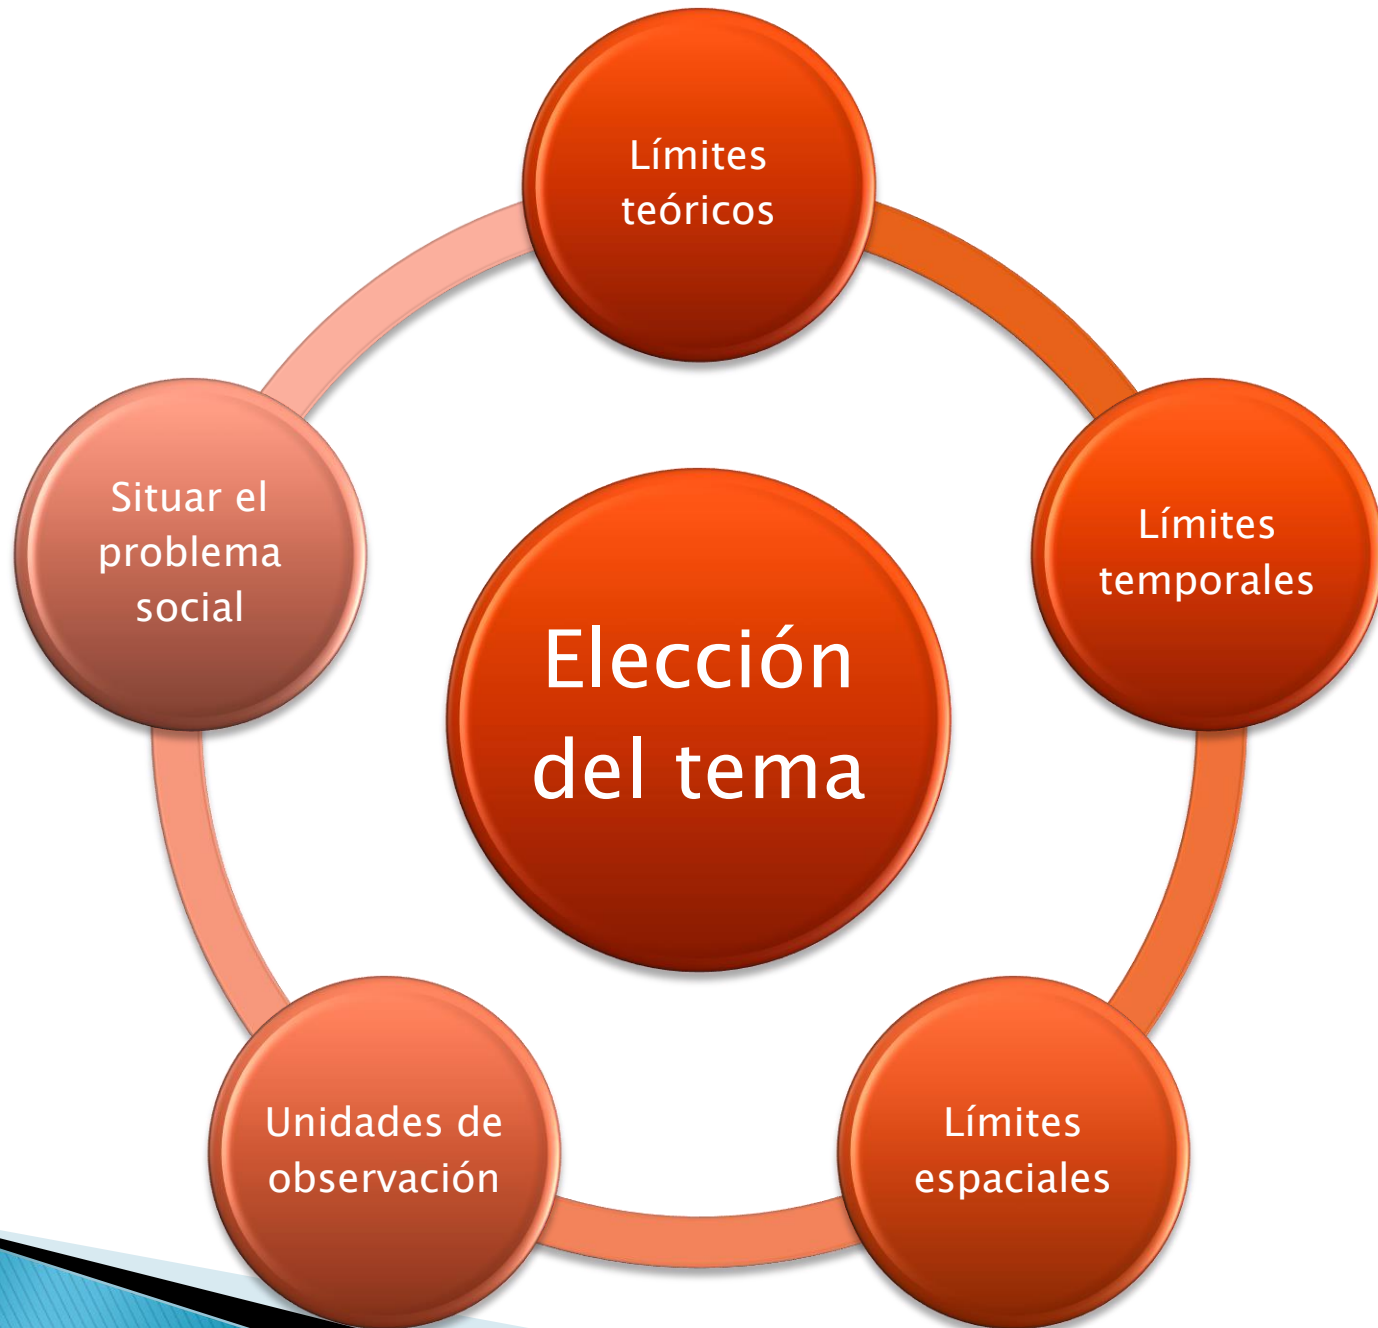 Límites
teóricos
Límites
temporales
Límites
espaciales
Unidades de
observación
Situar el
problema
social
Elección
del tema